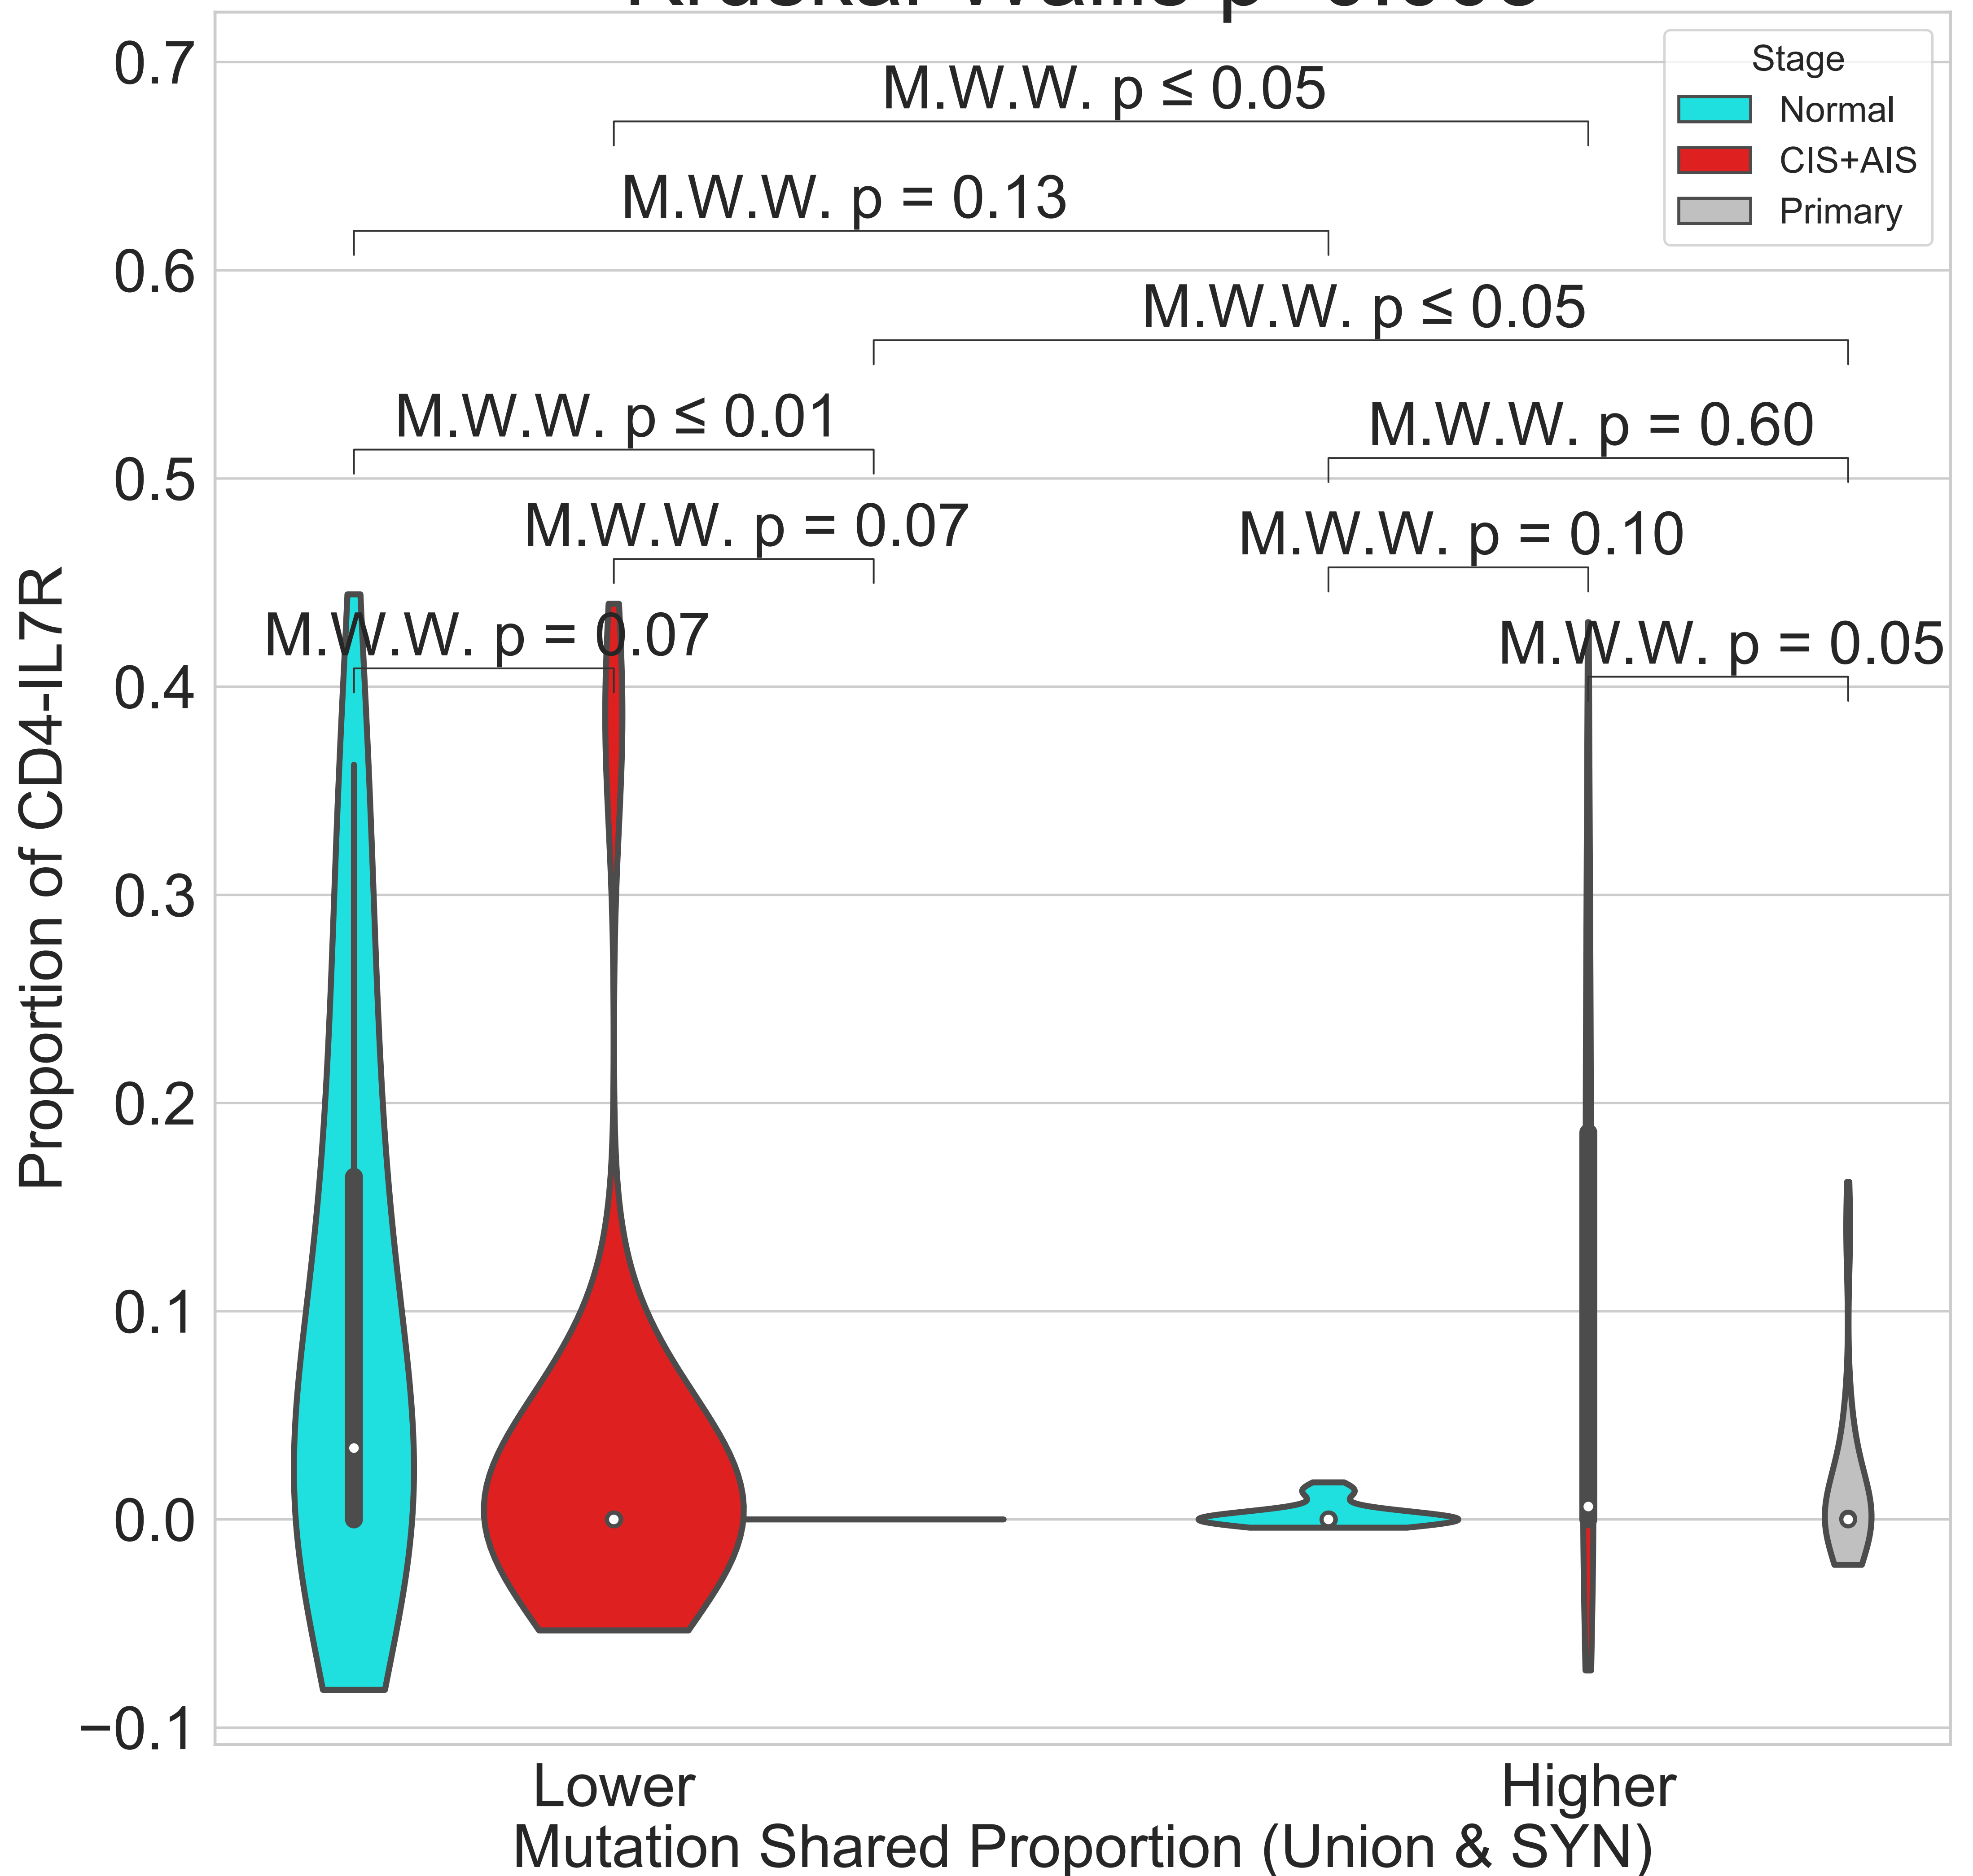 0.7
0.6
0.5
0.4
0.3
0.2
0.1
0.0
−0.1
Proportion of CD4-IL7R
M.W.W. p ≤ 0.05
M.W.W. p = 0.13
M.W.W. p ≤ 0.05
M.W.W. p ≤ 0.01
M.W.W. p = 0.60
M.W.W. p = 0.07
M.W.W. p = 0.10
M.W.W. p = 0.07
M.W.W. p = 0.05
Stage
Normal
CIS+AIS
Primary
Lower
Higher
Mutation Shared Proportion (Union & SYN)